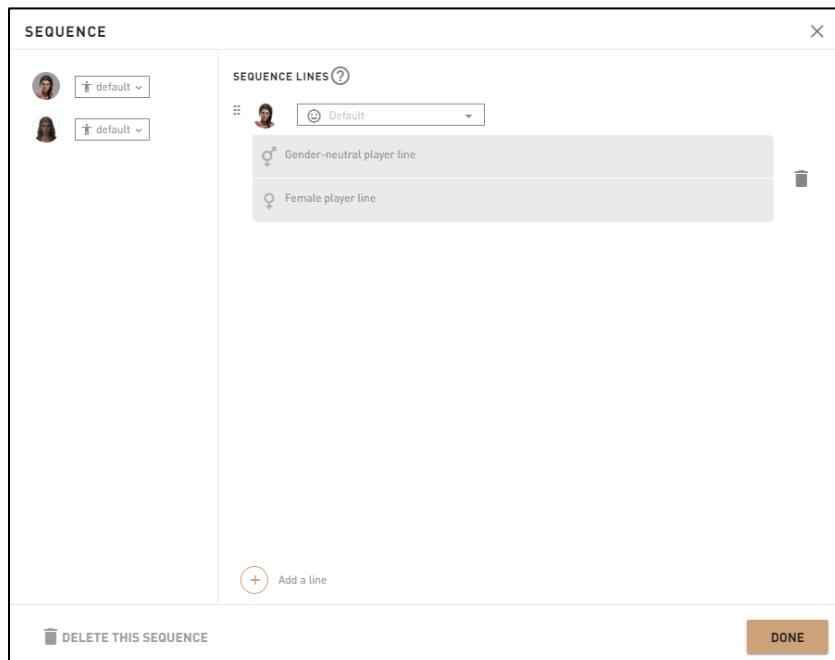 SEQUENCE
default
default
SEQUENCE LINES
Default
Gender-neutral player line
Female player line
Add a line
DELETE THIS SEQUENCE
DONE